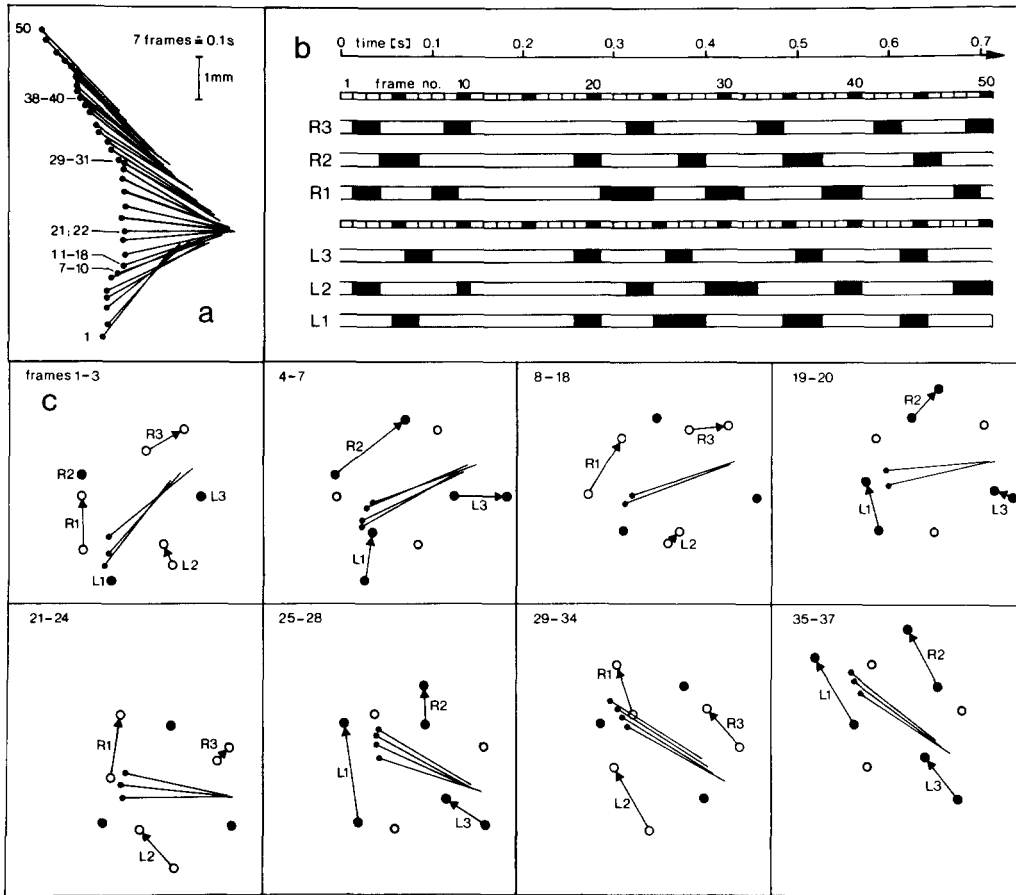 50
7 frames ≙ 0.1s
1mm
38-40
29-31
21;22
11-18
7-10
1
a
b
0 time [s] 0.1 0.2 0.3 0.4 0.5 0.6 0.7
1 frame no. 10 20 30 40 50
R3
R2
R1
L3
L2
L1
c
frames 1-3
R3
R2
L3
R1
L2
L1
4-7
R2
L3
L1
8-18
R3
R1
L2
19-20
R2
L1
L3
21-24
R1
R3
L2
25-28
R2
L1
L3
29-34
R1
R3
L2
35-37
R2
L1
L3